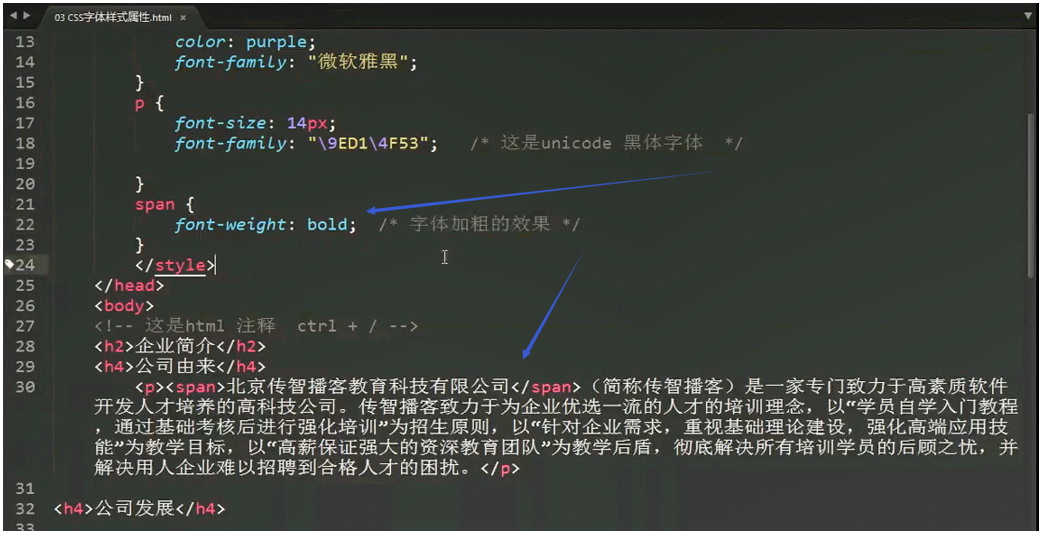 03 CSS字体样式属性.html ×
13 color: purple;
14 font-family: "微软雅黑";
15 }
16 p {
17 font-size: 14px;
18 font-family: "\9ED1\4F53"; /* 这是unicode 黑体字体 */
19
20 }
21 span {
22 font-weight: bold; /* 字体加粗的效果 */
23 }
24 </style>
25 </head>
26 <body>
27 <!-- 这是html 注释 ctrl + / -->
28 <h2>企业简介</h2>
29 <h4>公司由来</h4>
30 <p><span>北京传智播客教育科技有限公司</span>（简称传智播客）是一家专门致力于高素质软件
开发人才培养的高科技公司。传智播客致力于为企业优选一流的人才的培训理念，以“学员自学入门教程
，通过基础考核后进行强化培训”为招生原则，以“针对企业需求，重视基础理论建设，强化高端应用技
能”为教学目标，以“高薪保证强大的资深教育团队”为教学后盾，彻底解决所有培训学员的后顾之忧，并
解决用人企业难以招聘到合格人才的困扰。</p>
31
32 <h4>公司发展</h4>
33